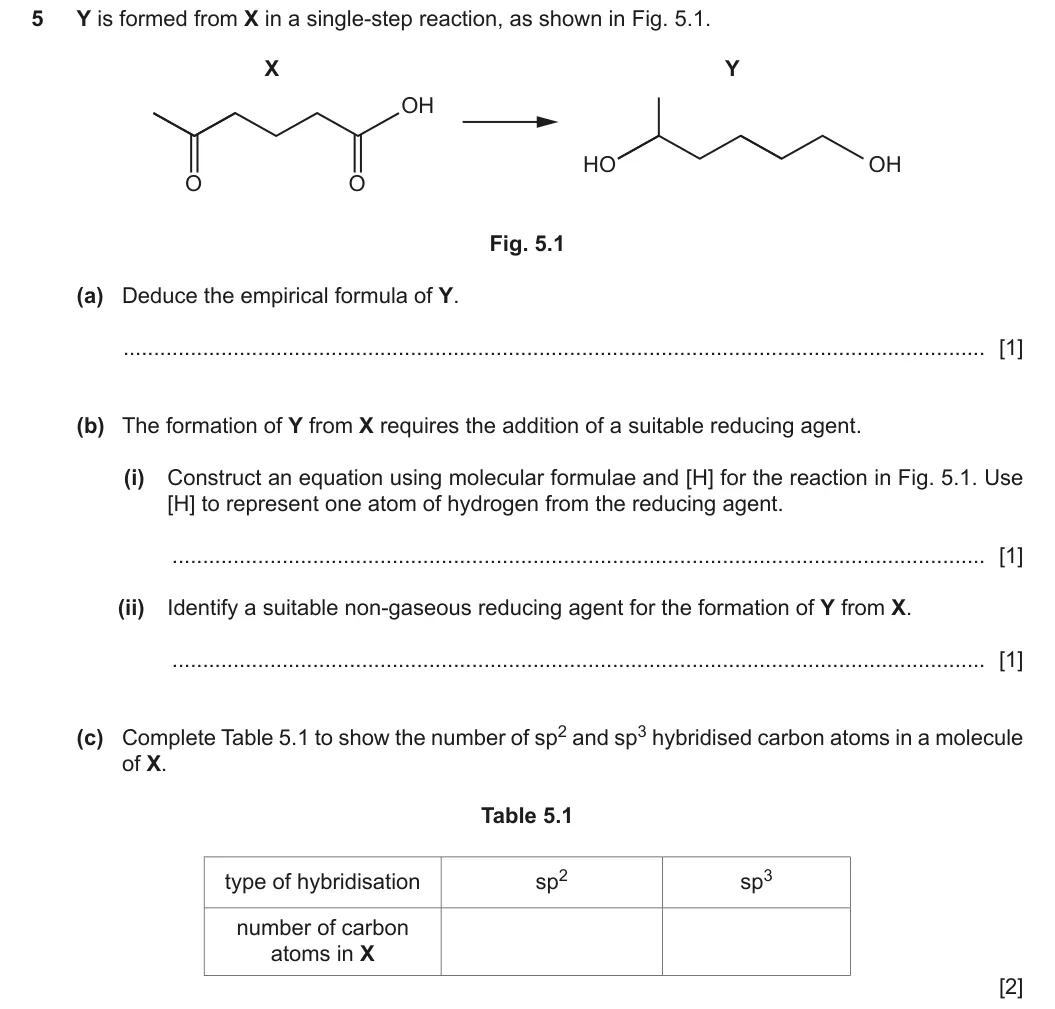 5 Y is formed from X in a single-step reaction, as shown in Fig. 5.1.
X Y
OH
HO OH
O O
Fig. 5.1
(a) Deduce the empirical formula of Y.
.............................................................................................................................................. [1]
(b) The formation of Y from X requires the addition of a suitable reducing agent.
(i) Construct an equation using molecular formulae and [H] for the reaction in Fig. 5.1. Use
[H] to represent one atom of hydrogen from the reducing agent.
...................................................................................................................................... [1]
(ii) Identify a suitable non-gaseous reducing agent for the formation of Y from X.
...................................................................................................................................... [1]
(c) Complete Table 5.1 to show the number of sp² and sp³ hybridised carbon atoms in a molecule
of X.
Table 5.1
type of hybridisation sp² sp³
number of carbon
atoms in X
[2]